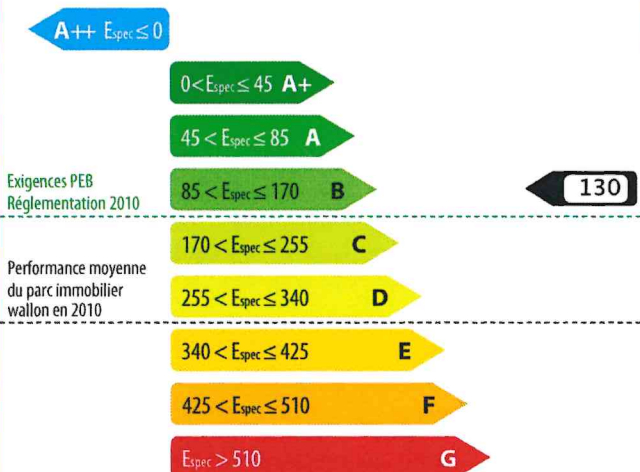 A++ Espec ≤ 0
0 < Espec ≤ 45 A+
45 < Espec ≤ 85 A
Exigences PEB
Réglementation 2010
85 < Espec ≤ 170 B
130
170 < Espec ≤ 255 C
Performance moyenne
du parc immobilier
wallon en 2010
255 < Espec ≤ 340 D
340 < Espec ≤ 425 E
425 < Espec ≤ 510 F
Espec > 510 G